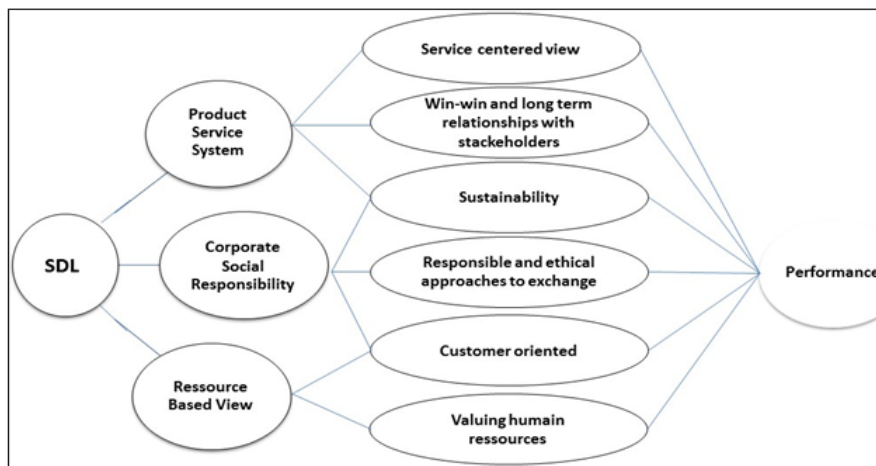 Service centered view
Product
Service
System
Win-win and long term
relationships with
stackeholders
Sustainability
SDL
Corporate
Social
Responsibility
Responsible and ethical
approaches to exchange
Performance
Customer oriented
Ressource
Based View
Valuing humain
ressources